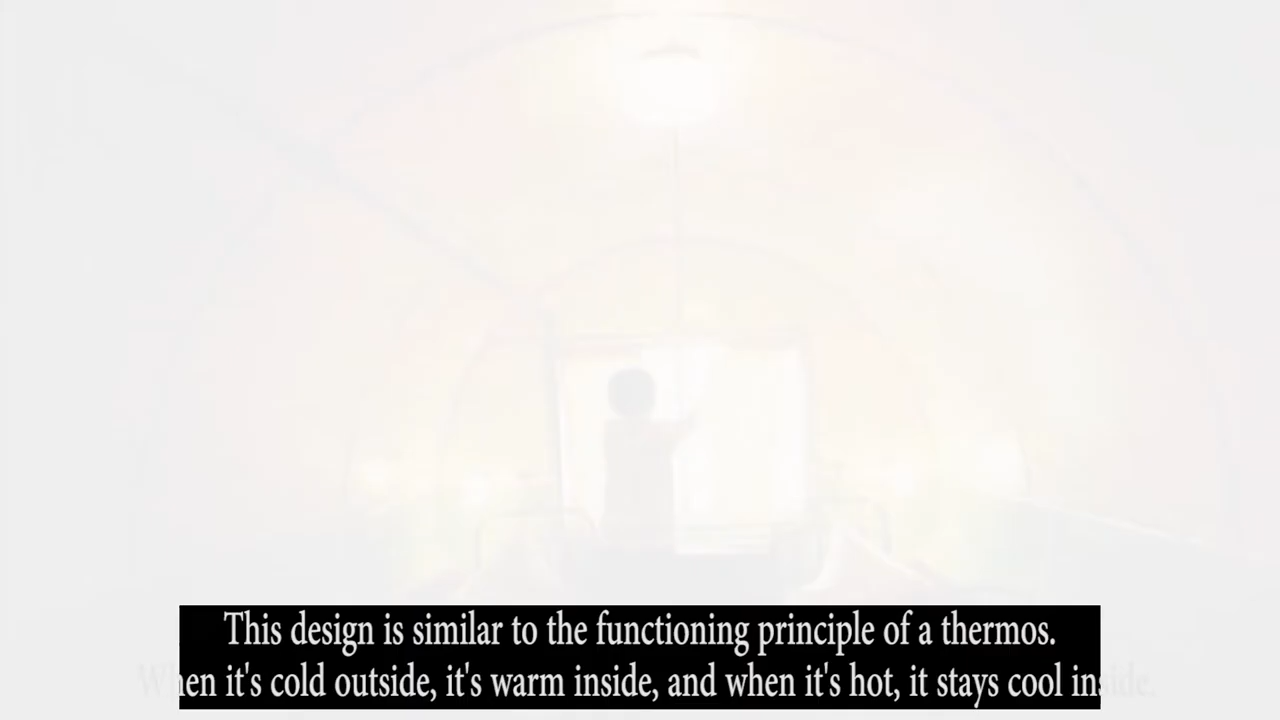 This design is similar to the functioning principle of a thermos.
When it's cold outside, it's warm inside, and when it's hot, it stays cool inside.